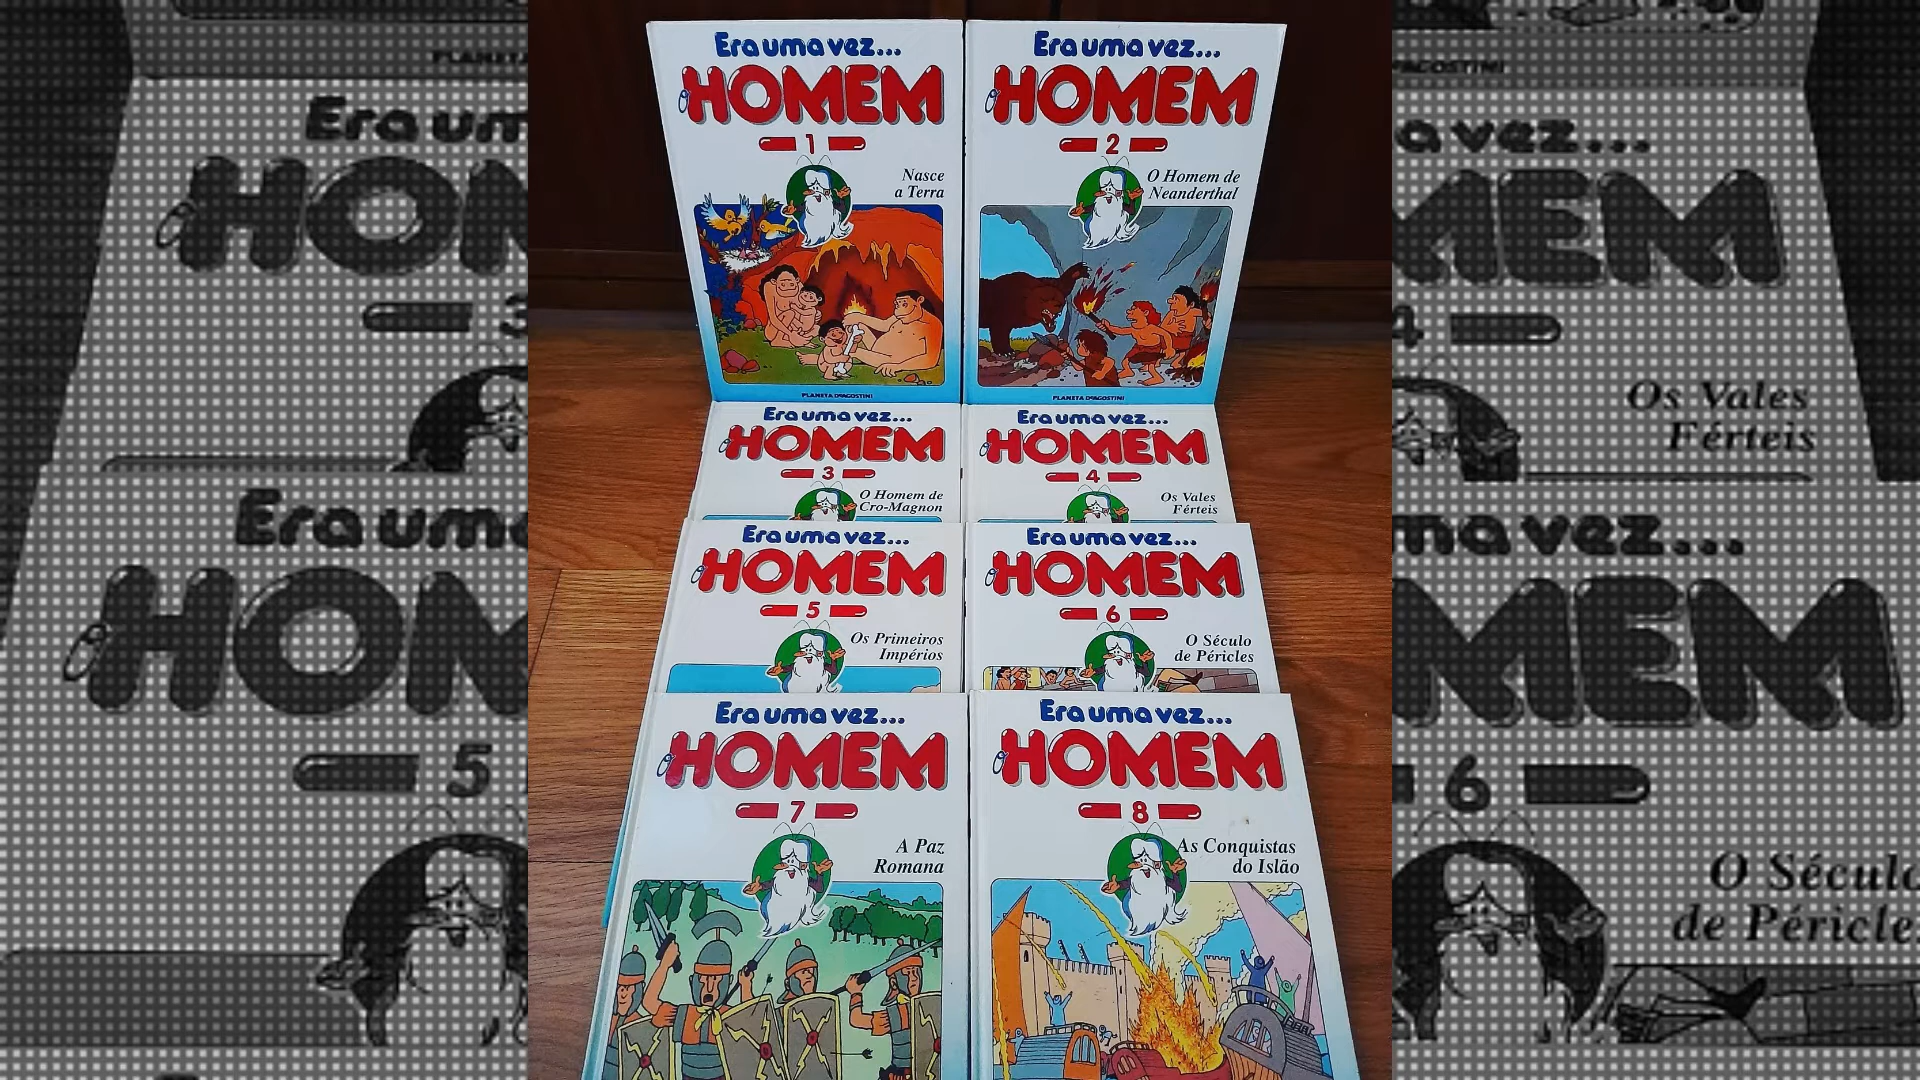 Era uma vez...
o HOMEM
1
Nasce
a Terra
PLANETA DeAGOSTINI
Era uma vez...
o HOMEM
2
O Homem de
Neanderthal
PLANETA DeAGOSTINI
Era uma vez...
o HOMEM
3
O Homem de
Cro-Magnon
Era uma vez...
o HOMEM
4
Os Vales
Férteis
Era uma vez...
o HOMEM
5
Os Primeiros
Impérios
Era uma vez...
o HOMEM
6
O Século
de Péricles
Era uma vez...
o HOMEM
7
A Paz
Romana
Era uma vez...
o HOMEM
8
As Conquistas
do Islão